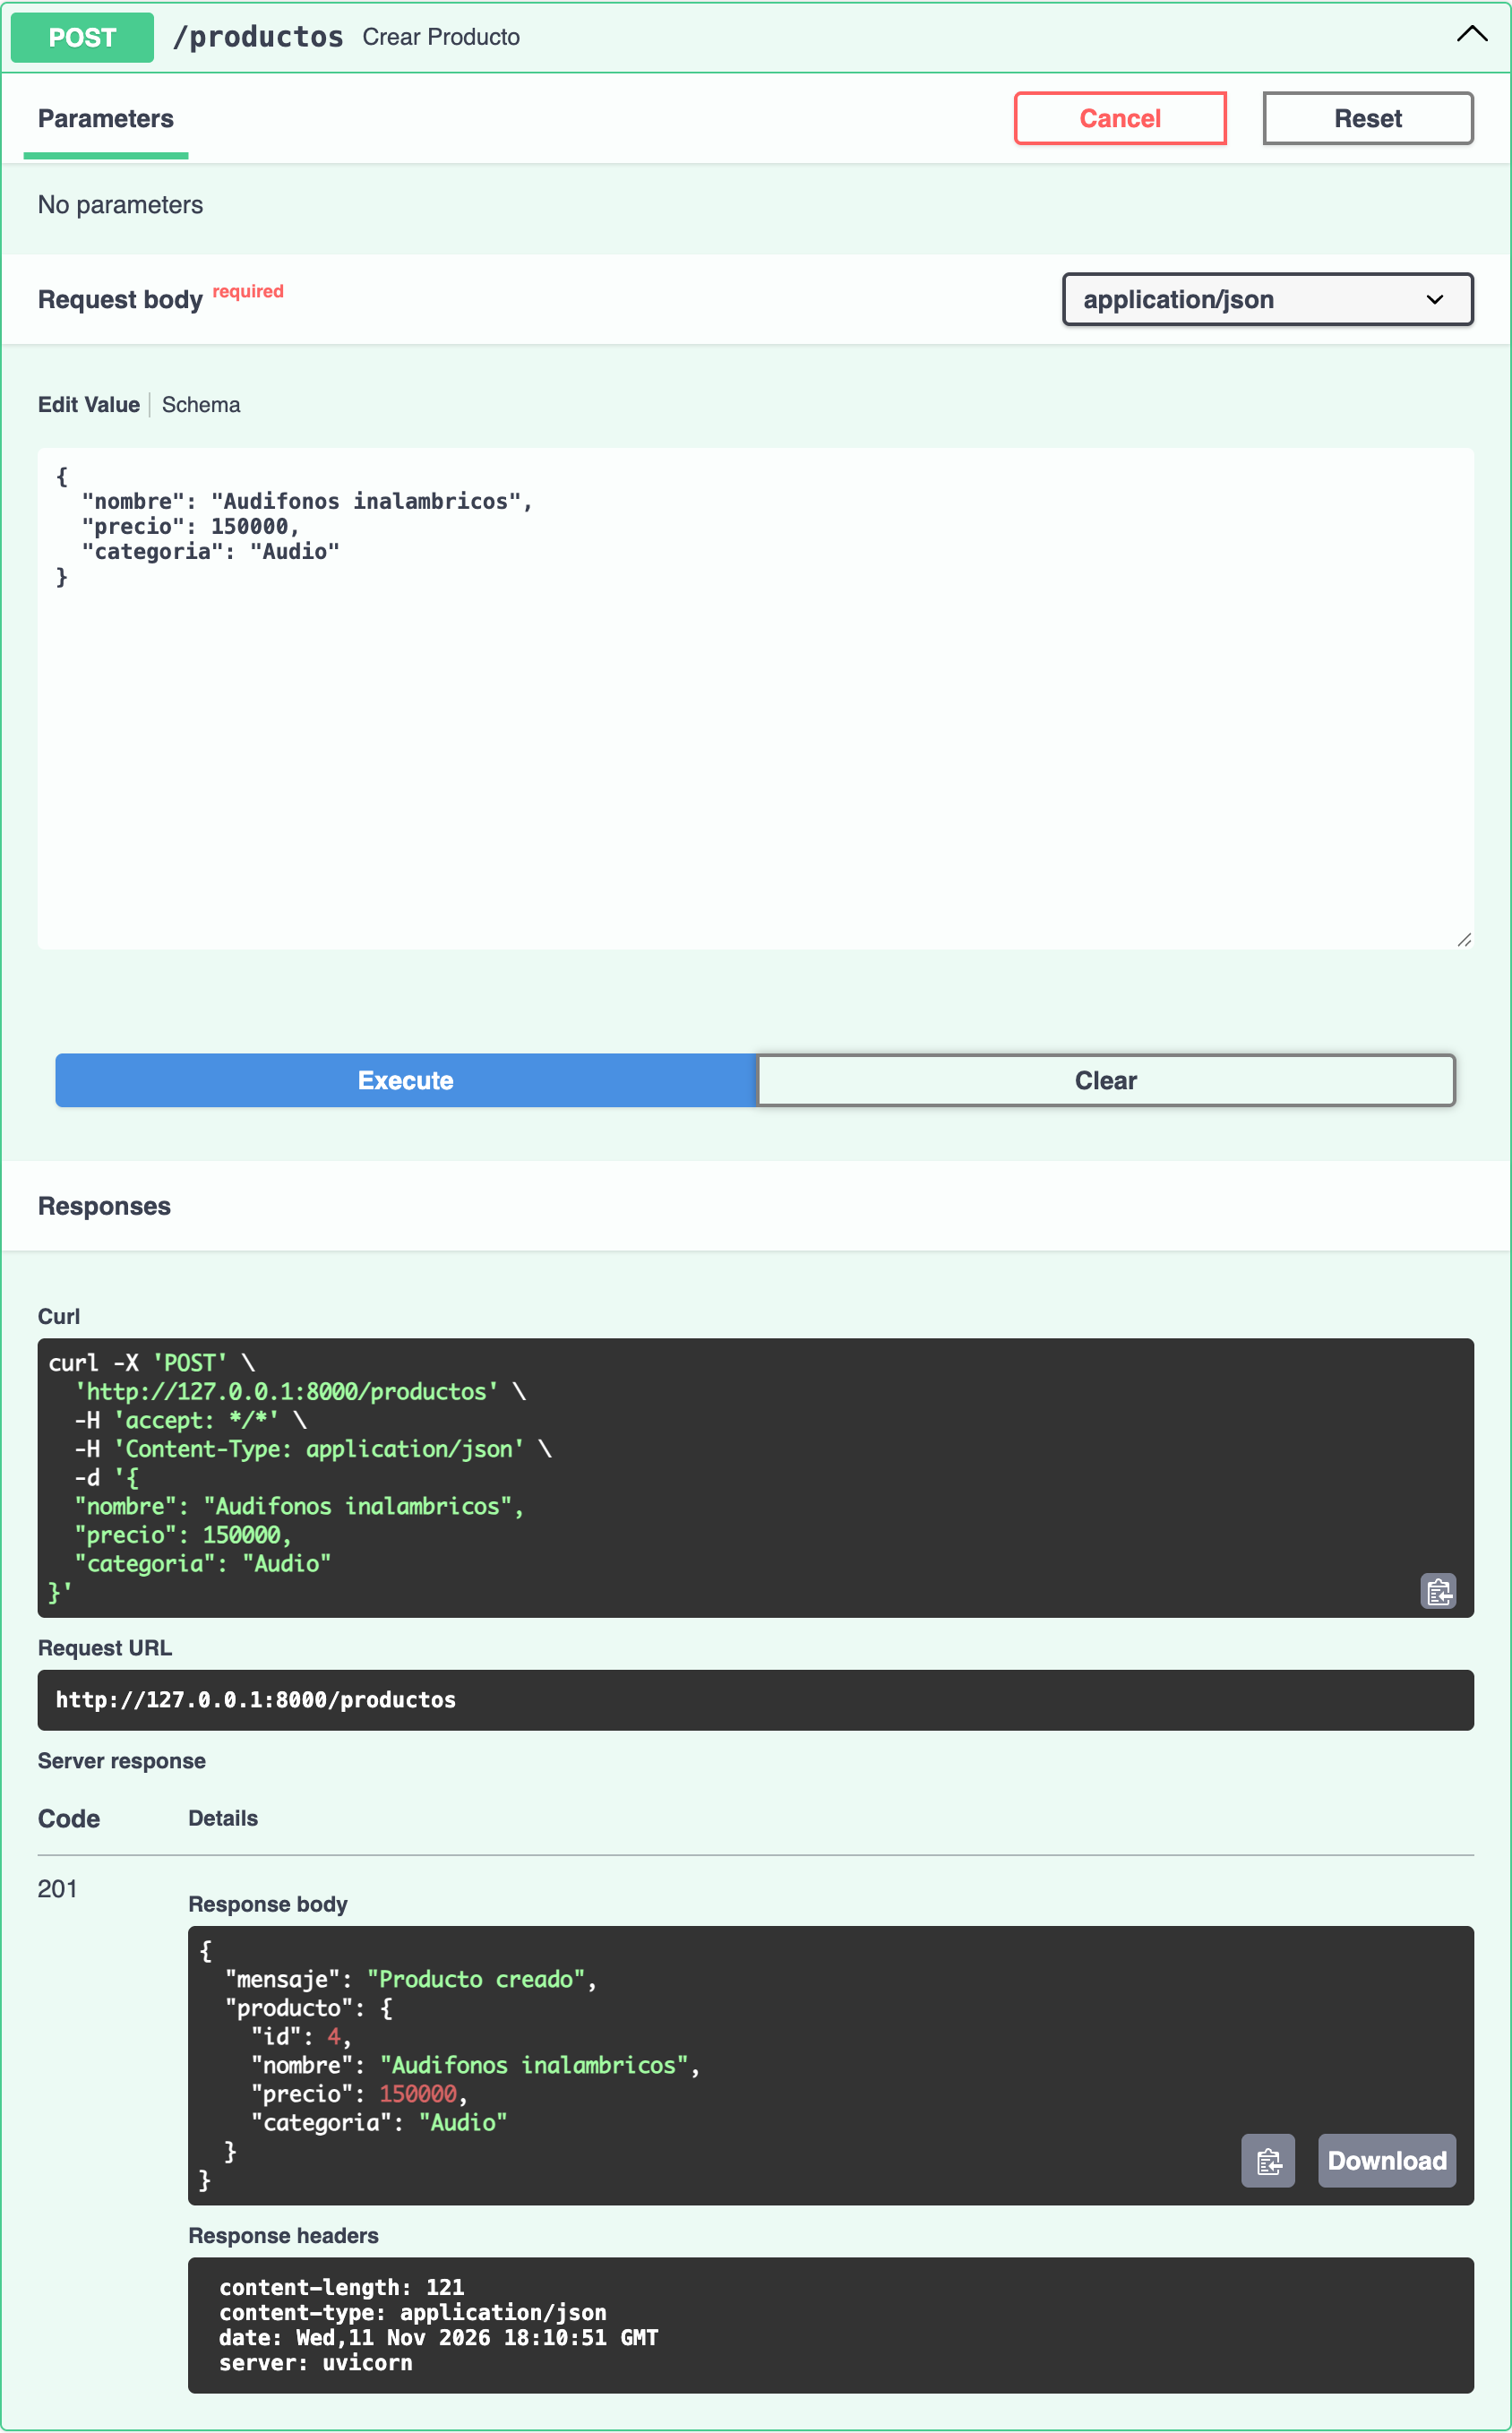 POST /productos Crear Producto
Parameters Cancel Reset
No parameters
Request body required application/json
Edit Value Schema
{
  "nombre": "Audifonos inalambricos",
  "precio": 150000,
  "categoria": "Audio"
}
Execute Clear
Responses
Curl
curl -X 'POST' \
  'http://127.0.0.1:8000/productos' \
  -H 'accept: */*' \
  -H 'Content-Type: application/json' \
  -d '{
  "nombre": "Audifonos inalambricos",
  "precio": 150000,
  "categoria": "Audio"
}'
Request URL
http://127.0.0.1:8000/productos
Server response
Code Details
201
Response body
{
  "mensaje": "Producto creado",
  "producto": {
    "id": 4,
    "nombre": "Audifonos inalambricos",
    "precio": 150000,
    "categoria": "Audio"
  }
}
Download
Response headers
content-length: 121
content-type: application/json
date: Wed,11 Nov 2026 18:10:51 GMT
server: uvicorn